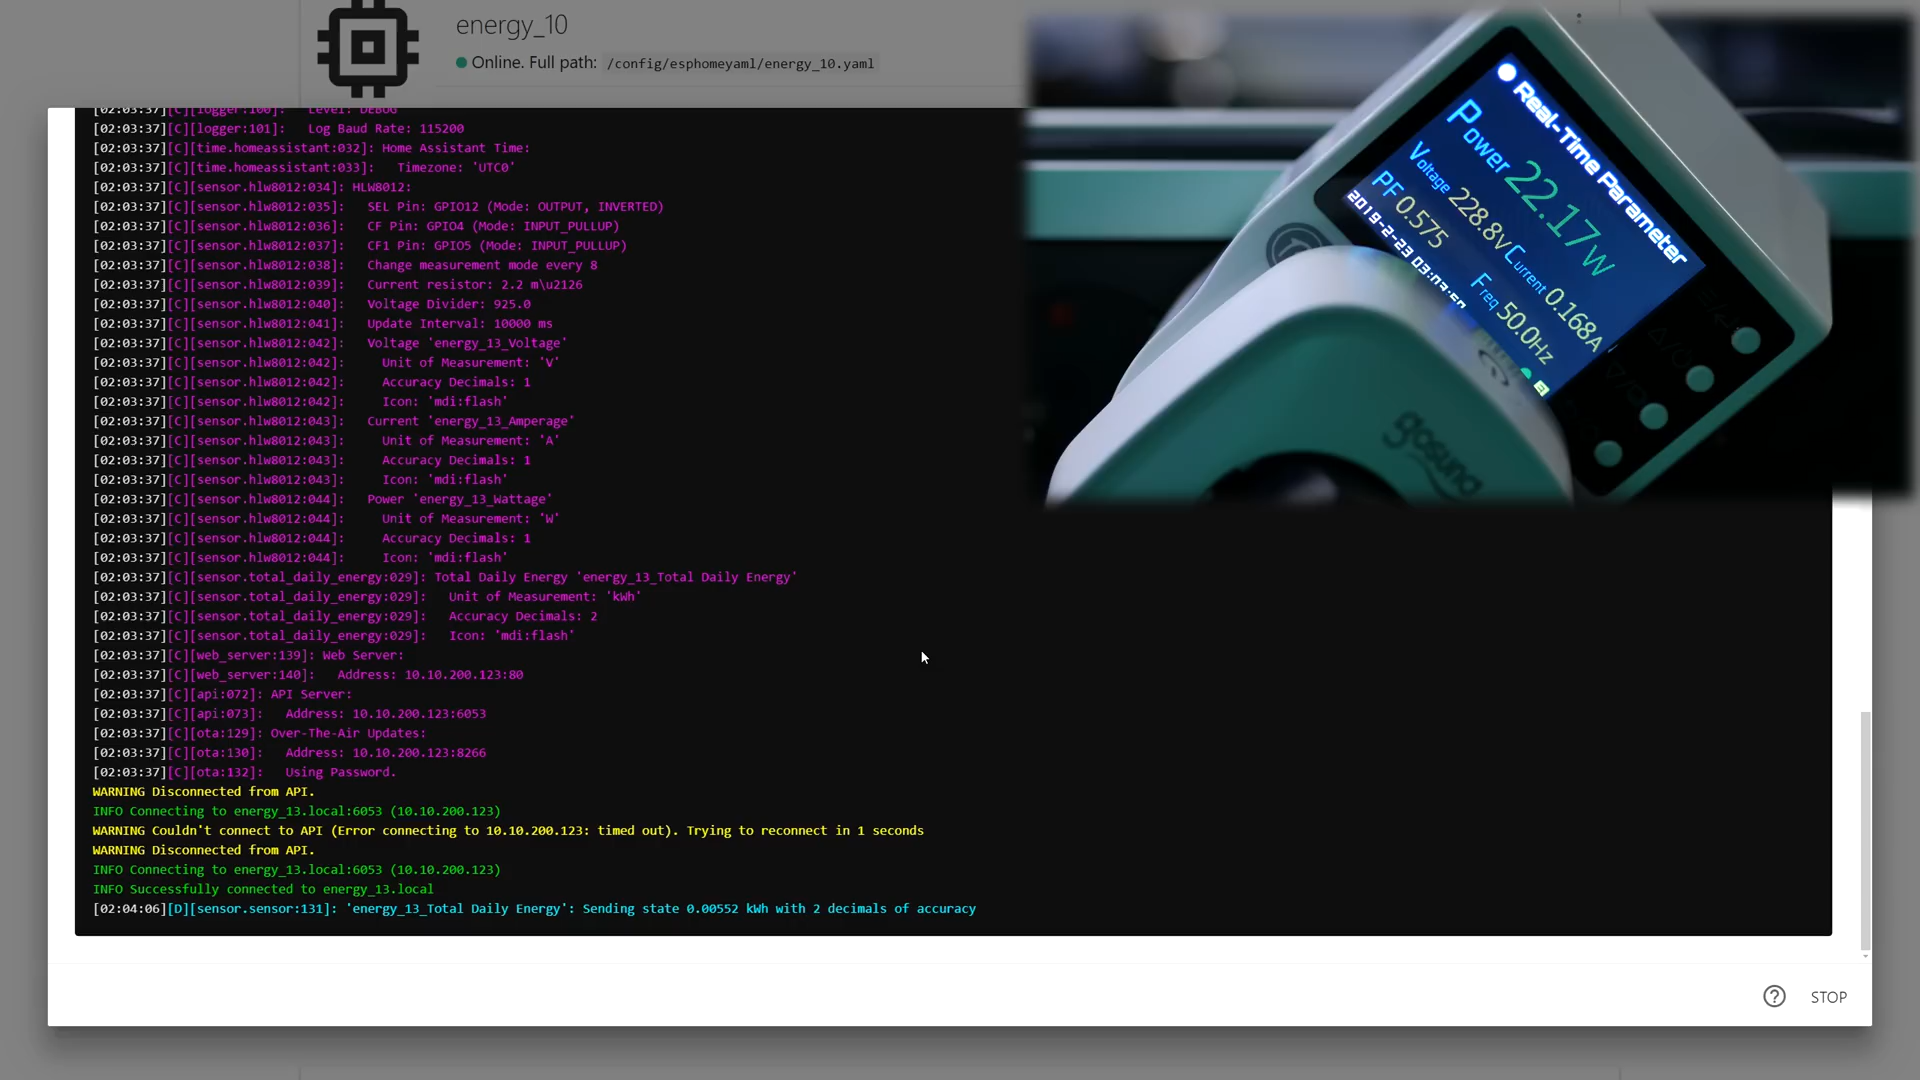 energy_10
Online. Full path: /config/esphomeyaml/energy_10.yaml
[02:03:37][C][logger:100]:   Level: DEBUG
[02:03:37][C][logger:101]:   Log Baud Rate: 115200
[02:03:37][C][time.homeassistant:032]: Home Assistant Time:
[02:03:37][C][time.homeassistant:033]:   Timezone: 'UTC0'
[02:03:37][C][sensor.hlw8012:034]: HLW8012:
[02:03:37][C][sensor.hlw8012:035]:   SEL Pin: GPIO12 (Mode: OUTPUT, INVERTED)
[02:03:37][C][sensor.hlw8012:036]:   CF Pin: GPIO4 (Mode: INPUT_PULLUP)
[02:03:37][C][sensor.hlw8012:037]:   CF1 Pin: GPIO5 (Mode: INPUT_PULLUP)
[02:03:37][C][sensor.hlw8012:038]:   Change measurement mode every 8
[02:03:37][C][sensor.hlw8012:039]:   Current resistor: 2.2 m\u2126
[02:03:37][C][sensor.hlw8012:040]:   Voltage Divider: 925.0
[02:03:37][C][sensor.hlw8012:041]:   Update Interval: 10000 ms
[02:03:37][C][sensor.hlw8012:042]:   Voltage 'energy_13_Voltage'
[02:03:37][C][sensor.hlw8012:042]:     Unit of Measurement: 'V'
[02:03:37][C][sensor.hlw8012:042]:     Accuracy Decimals: 1
[02:03:37][C][sensor.hlw8012:042]:     Icon: 'mdi:flash'
[02:03:37][C][sensor.hlw8012:043]:   Current 'energy_13_Amperage'
[02:03:37][C][sensor.hlw8012:043]:     Unit of Measurement: 'A'
[02:03:37][C][sensor.hlw8012:043]:     Accuracy Decimals: 1
[02:03:37][C][sensor.hlw8012:043]:     Icon: 'mdi:flash'
[02:03:37][C][sensor.hlw8012:044]:   Power 'energy_13_Wattage'
[02:03:37][C][sensor.hlw8012:044]:     Unit of Measurement: 'W'
[02:03:37][C][sensor.hlw8012:044]:     Accuracy Decimals: 1
[02:03:37][C][sensor.hlw8012:044]:     Icon: 'mdi:flash'
[02:03:37][C][sensor.total_daily_energy:029]: Total Daily Energy 'energy_13_Total Daily Energy'
[02:03:37][C][sensor.total_daily_energy:029]:   Unit of Measurement: 'kWh'
[02:03:37][C][sensor.total_daily_energy:029]:   Accuracy Decimals: 2
[02:03:37][C][sensor.total_daily_energy:029]:   Icon: 'mdi:flash'
[02:03:37][C][web_server:139]: Web Server:
[02:03:37][C][web_server:140]:   Address: 10.10.200.123:80
[02:03:37][C][api:072]: API Server:
[02:03:37][C][api:073]:   Address: 10.10.200.123:6053
[02:03:37][C][ota:129]: Over-The-Air Updates:
[02:03:37][C][ota:130]:   Address: 10.10.200.123:8266
[02:03:37][C][ota:132]:   Using Password.
WARNING Disconnected from API.
INFO Connecting to energy_13.local:6053 (10.10.200.123)
WARNING Couldn't connect to API (Error connecting to 10.10.200.123: timed out). Trying to reconnect in 1 seconds
WARNING Disconnected from API.
INFO Connecting to energy_13.local:6053 (10.10.200.123)
INFO Successfully connected to energy_13.local
[02:04:06][D][sensor.sensor:131]: 'energy_13_Total Daily Energy': Sending state 0.00552 kWh with 2 decimals of accuracy
STOP
Real-Time Parameter
Power 22.17W
Voltage 228.8V Current 0.168A
PF 0.575 Freq 50.0Hz
2019-2-23
gosund